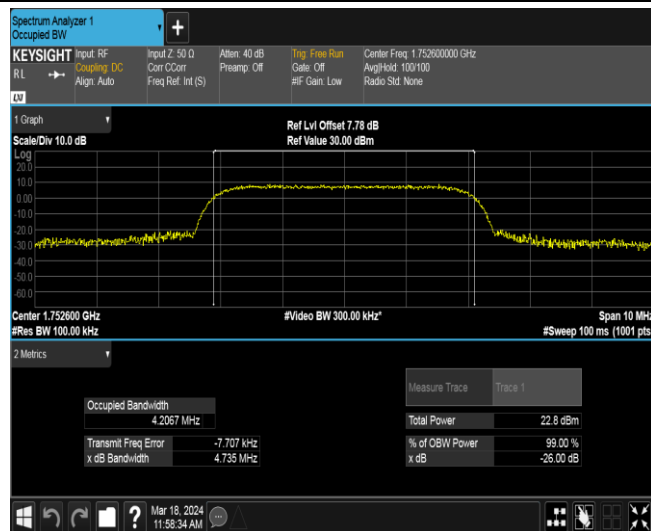 Spectrum Analyzer 1
Occupied BW
+
KEYSIGHT Input: RF Input Z: 50 Ω Atten: 40 dB Trig: Free Run Center Freq: 1.752600000 GHz
RL Coupling: DC Corr CCorr Preamp: Off Gate: Off Avg|Hold: 100/100
Align: Auto Freq Ref: Int (S) #IF Gain: Low Radio Std: None
LXI
1 Graph
Ref Lvl Offset 7.78 dB
Scale/Div 10.0 dB Ref Value 30.00 dBm
Log
20.0
10.0
0.00
-10.0
-20.0
-30.0
-40.0
-50.0
-60.0
Center 1.752600 GHz #Video BW 300.00 kHz* Span 10 MHz
#Res BW 100.00 kHz #Sweep 100 ms (1001 pts
2 Metrics
Measure Trace Trace 1
Occupied Bandwidth
4.2067 MHz Total Power 22.8 dBm
Transmit Freq Error -7.707 kHz % of OBW Power 99.00 %
x dB Bandwidth 4.735 MHz x dB -26.00 dB
? Mar 18, 2024
11:58:34 AM